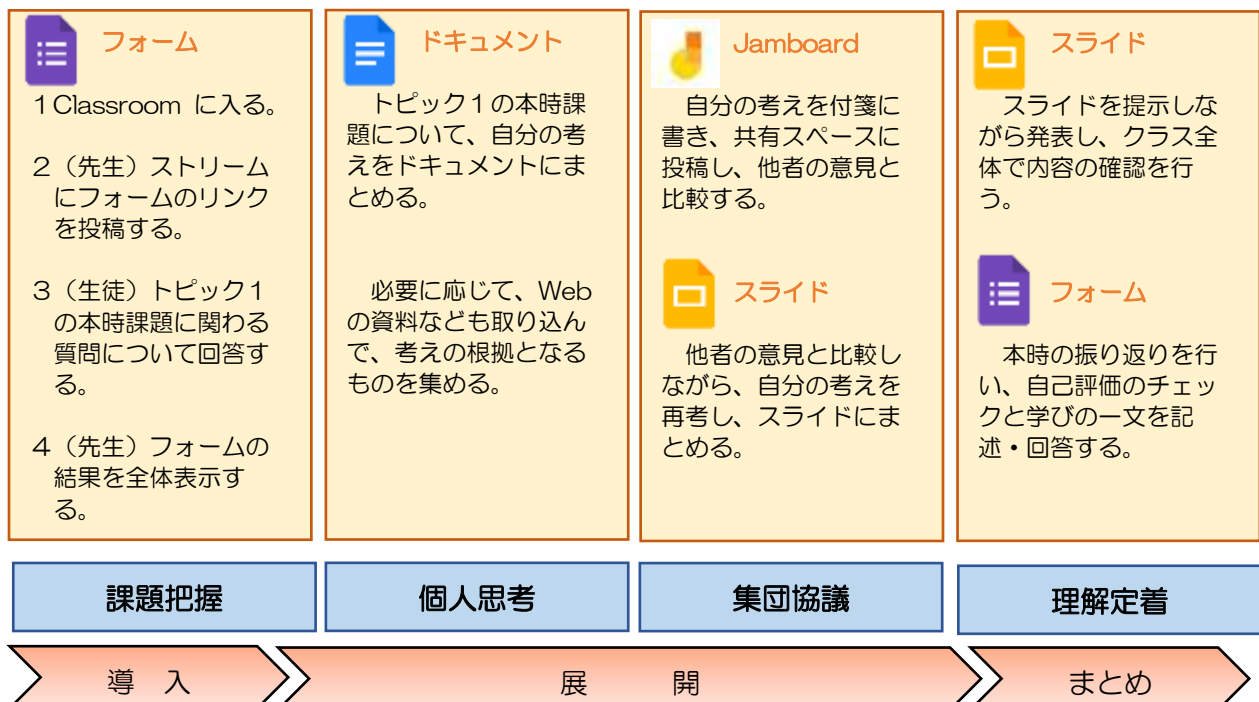 フォーム
1 Classroom に入る。
2（先生）ストリーム
にフォームのリンク
を投稿する。
3（生徒）トピック1
の本時課題に関わる
質問について回答す
る。
4（先生）フォームの
結果を全体表示す
る。
ドキュメント
トピック1の本時課
題について、自分の考
えをドキュメントにま
とめる。
必要に応じて、Web
の資料なども取り込ん
で、考えの根拠となる
ものを集める。
Jamboard
自分の考えを付箋に
書き、共有スペースに
投稿し、他者の意見と
比較する。
スライド
他者の意見と比較し
ながら、自分の考えを
再考し、スライドにま
とめる。
スライド
スライドを提示しな
がら発表し、クラス全
体で内容の確認を行
う。
フォーム
本時の振り返りを行
い、自己評価のチェッ
クと学びの一文を記
述・回答する。
課題把握
個人思考
集団協議
理解定着
導 入
展 開
まとめ